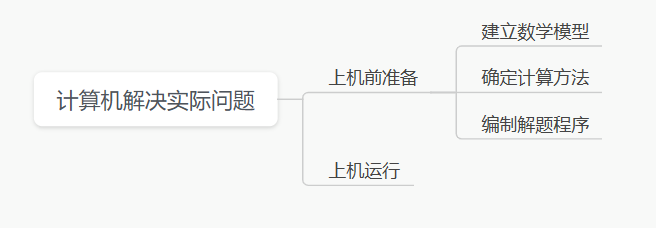 计算机解决实际问题
上机前准备
建立数学模型
确定计算方法
编制解题程序
上机运行